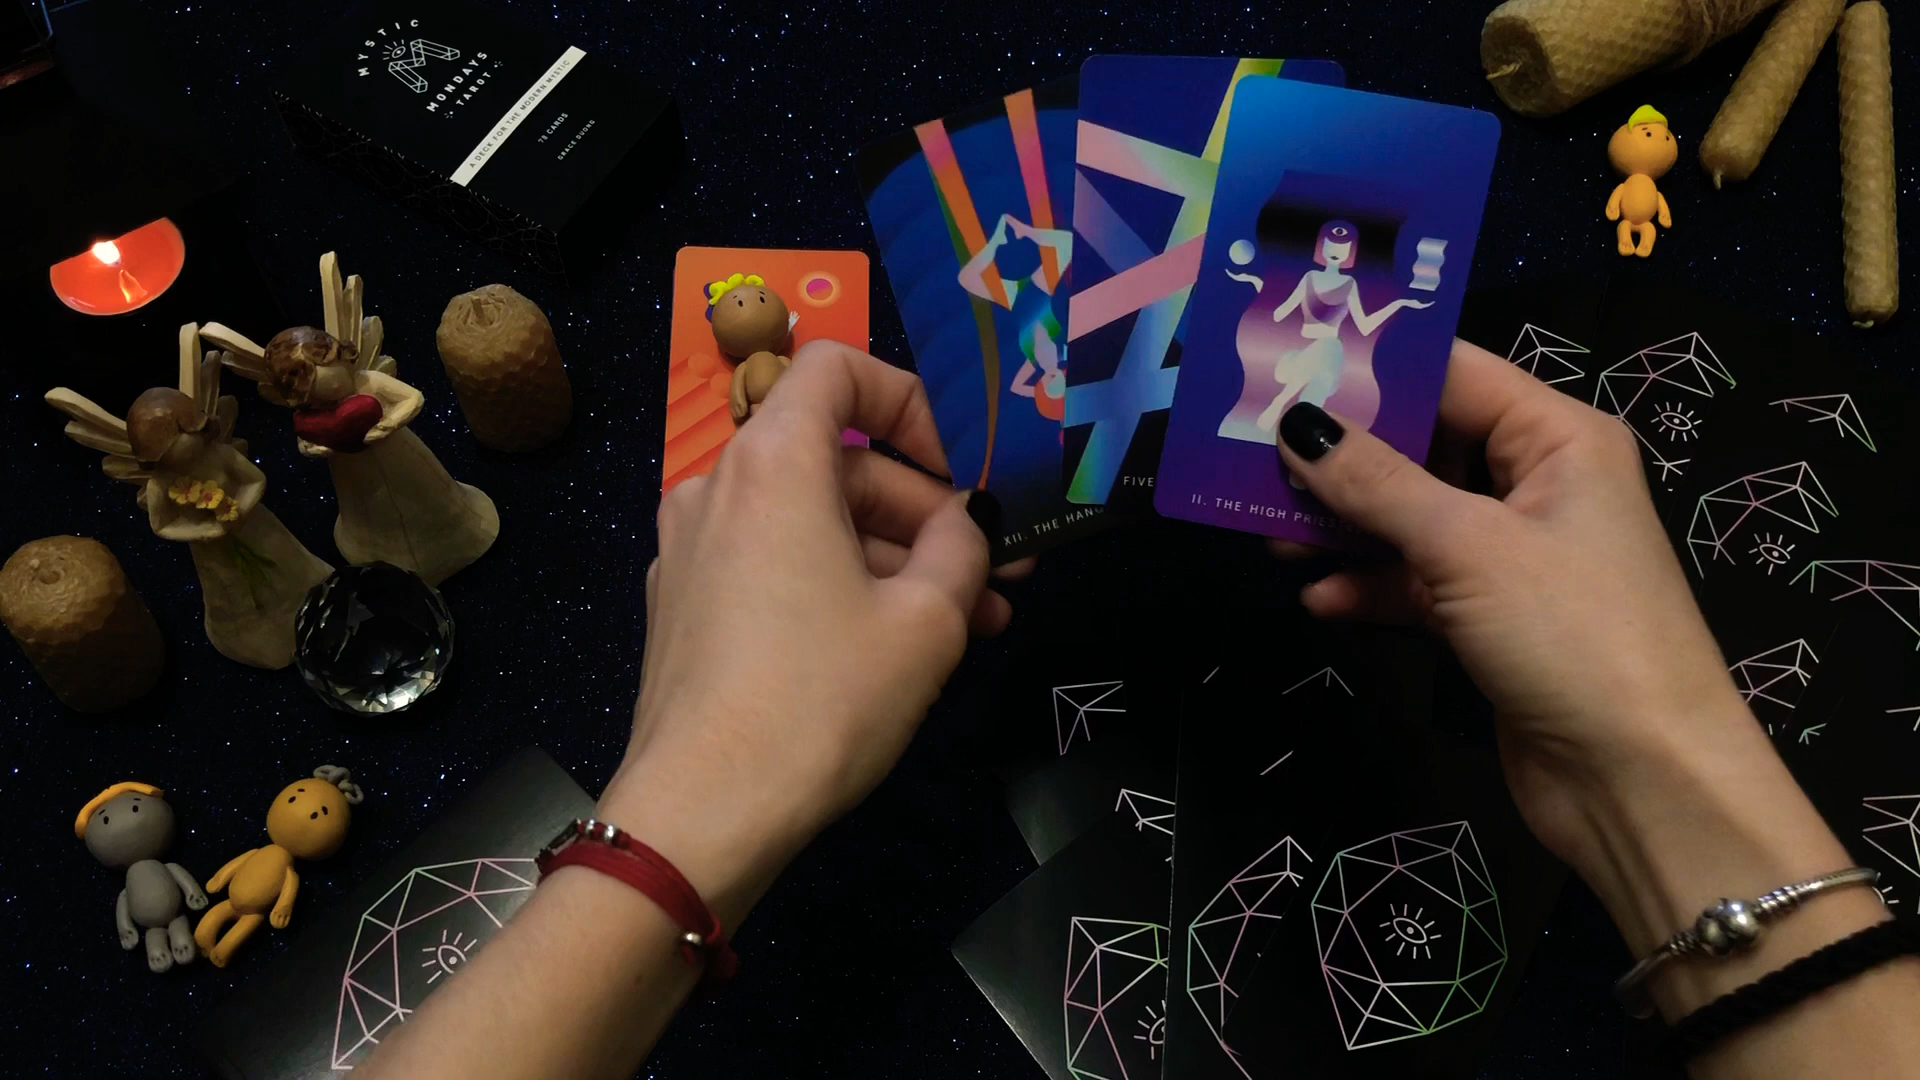 MYSTIC
MONDAYS
TAROT
A DECK FOR THE MODERN MYSTIC
78 CARDS
GRACE DUONG
XII. THE HANG
FIVE
II. THE HIGH PRIEST